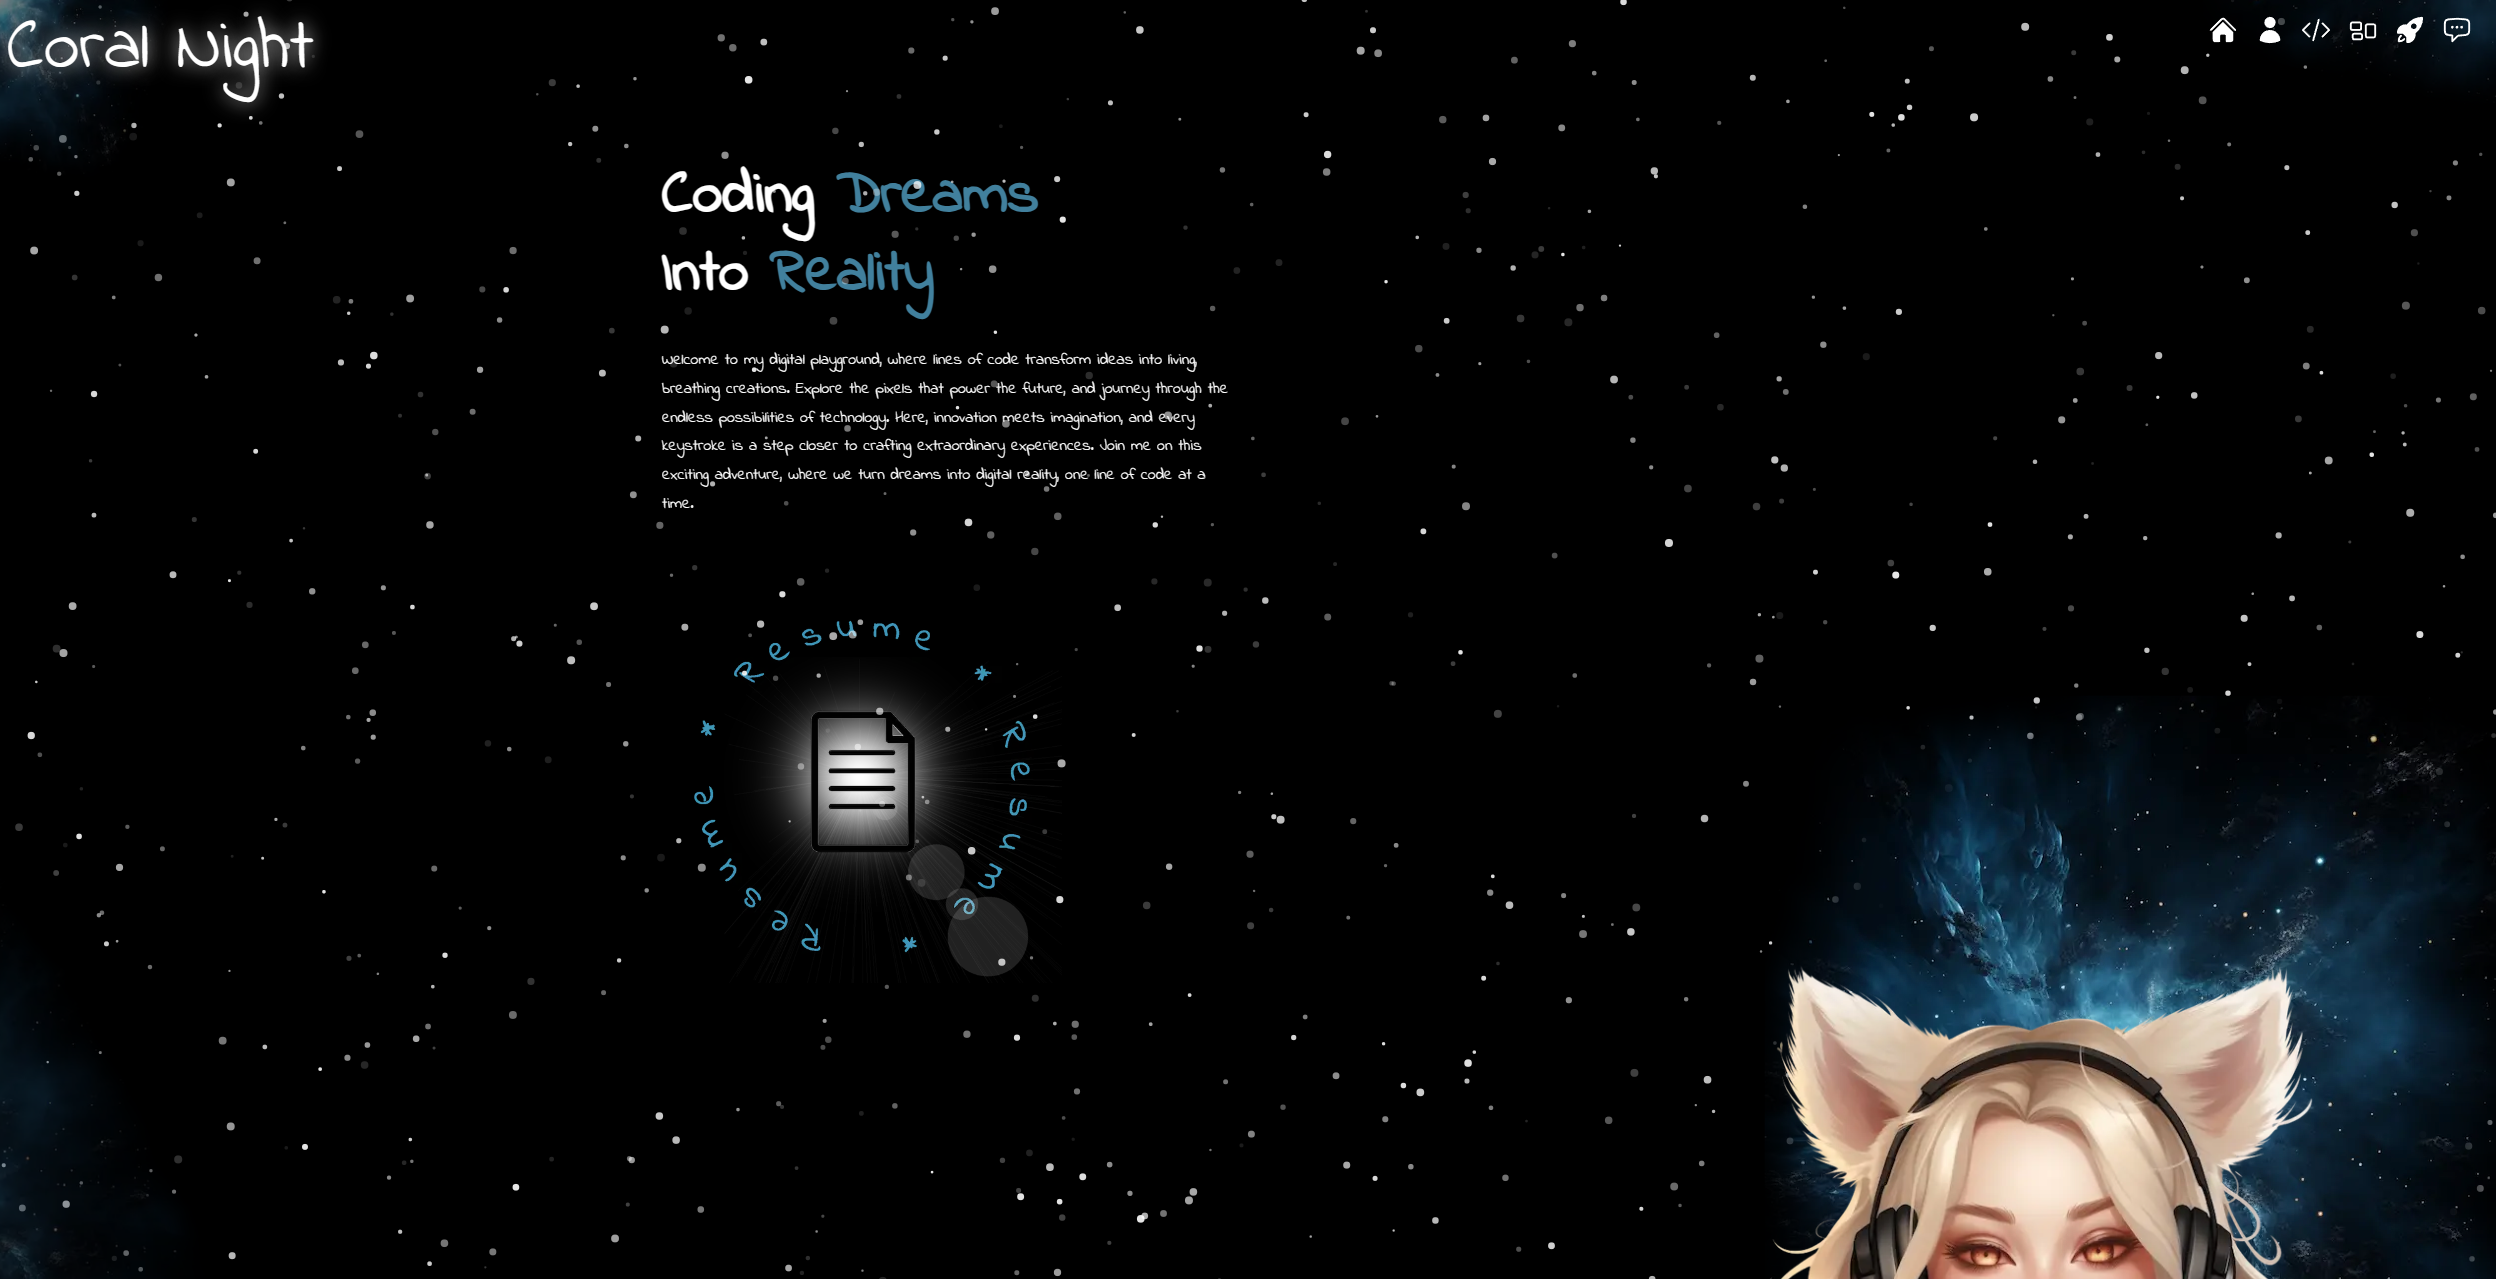 Coral Night
Coding Dreams
Into Reality
Welcome to my digital playground, where lines of code transform ideas into living,
breathing creations. Explore the pixels that power the future, and journey through the
endless possibilities of technology. Here, innovation meets imagination, and every
keystroke is a step closer to crafting extraordinary experiences. Join me on this
exciting adventure, where we turn dreams into digital reality, one line of code at a
time.
Resume * Resume * Resume *